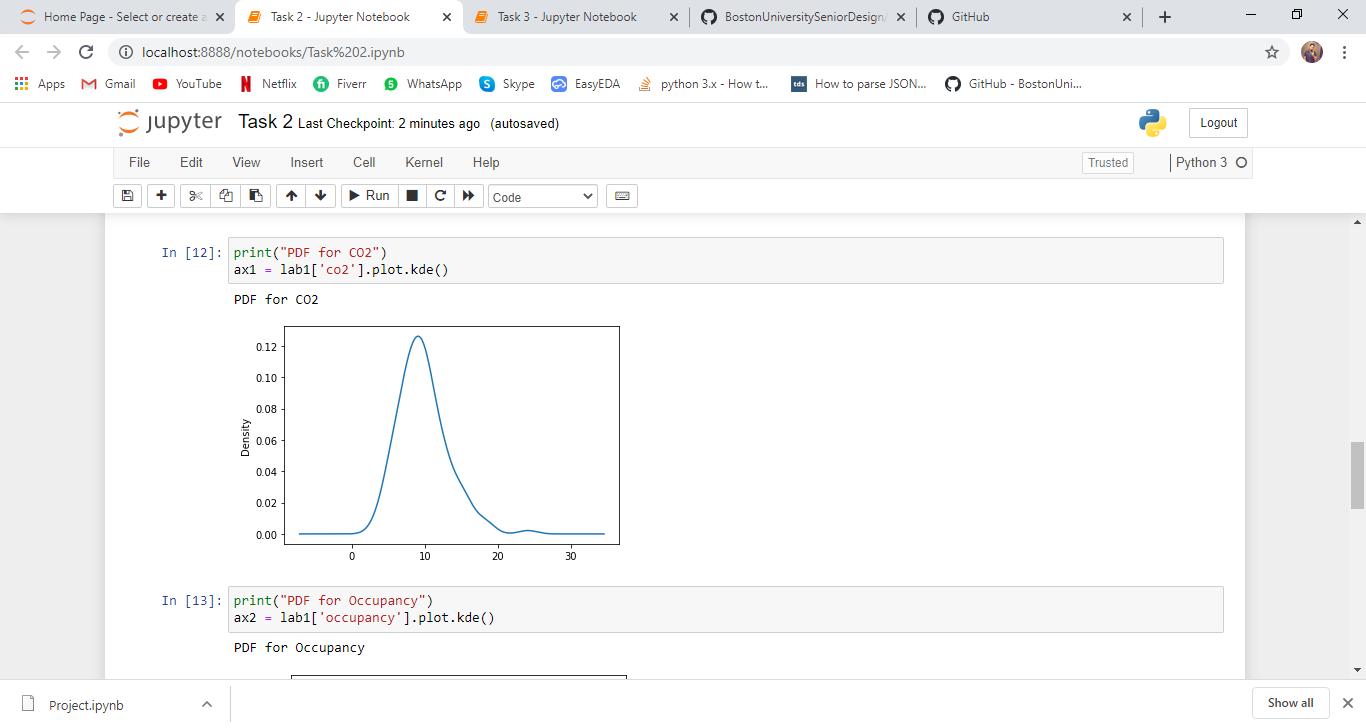 Home Page - Select or create a
Task 2 - Jupyter Notebook
Task 3 - Jupyter Notebook
BostonUniversitySeniorDesign/
GitHub
localhost:8888/notebooks/Task%202.ipynb
Apps
Gmail
YouTube
Netflix
Fiverr
WhatsApp
Skype
EasyEDA
python 3.x - How t...
tds
How to parse JSON...
GitHub - BostonUni...
jupyter
Task 2 Last Checkpoint: 2 minutes ago (autosaved)
Logout
File Edit View Insert Cell Kernel Help
Trusted
Python 3
Run
Code
In [12]:
print("PDF for CO2")
ax1 = lab1['co2'].plot.kde()
PDF for CO2
0.12
0.10
0.08
0.06
0.04
0.02
0.00
Density
0 10 20 30
In [13]:
print("PDF for Occupancy")
ax2 = lab1['occupancy'].plot.kde()
PDF for Occupancy
Project.ipynb
Show all